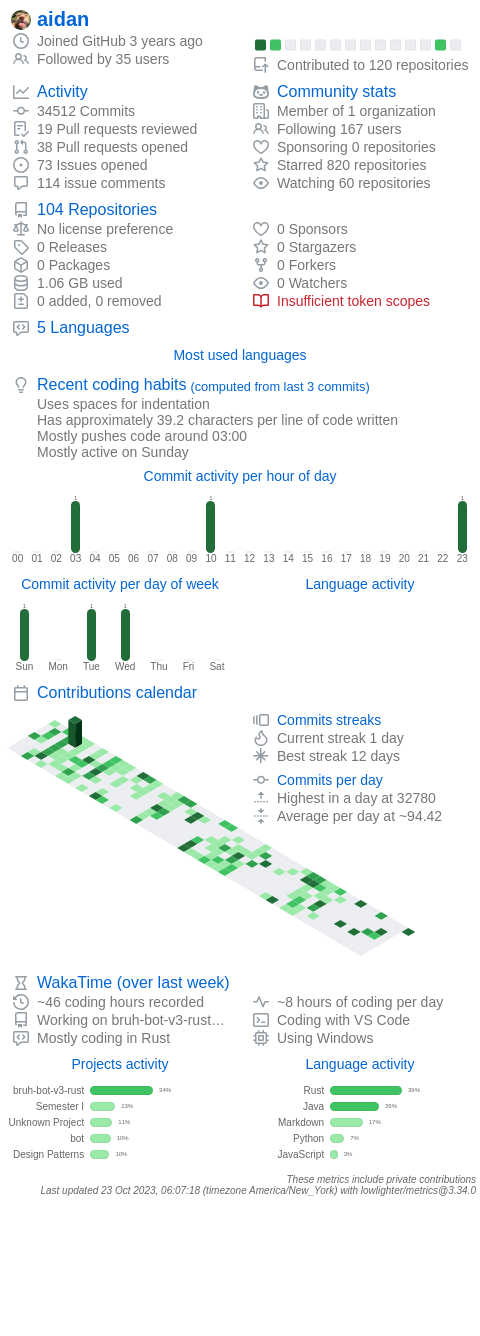 aidan
Joined GitHub 3 years ago
Followed by 35 users
Contributed to 120 repositories
Activity
34512 Commits
19 Pull requests reviewed
38 Pull requests opened
73 Issues opened
114 issue comments
Community stats
Member of 1 organization
Following 167 users
Sponsoring 0 repositories
Starred 820 repositories
Watching 60 repositories
104 Repositories
No license preference
0 Releases
0 Packages
1.06 GB used
0 added, 0 removed
0 Sponsors
0 Stargazers
0 Forkers
0 Watchers
Insufficient token scopes
5 Languages
Most used languages
Recent coding habits (computed from last 3 commits)
Uses spaces for indentation
Has approximately 39.2 characters per line of code written
Mostly pushes code around 03:00
Mostly active on Sunday
Commit activity per hour of day
1 1 1
00 01 02 03 04 05 06 07 08 09 10 11 12 13 14 15 16 17 18 19 20 21 22 23
Commit activity per day of week
1 1 1
Sun Mon Tue Wed Thu Fri Sat
Language activity
Contributions calendar
Commits streaks
Current streak 1 day
Best streak 12 days
Commits per day
Highest in a day at 32780
Average per day at ~94.42
WakaTime (over last week)
~46 coding hours recorded
Working on bruh-bot-v3-rust…
Mostly coding in Rust
~8 hours of coding per day
Coding with VS Code
Using Windows
Projects activity
bruh-bot-v3-rust 34%
Semester I 13%
Unknown Project 11%
bot 10%
Design Patterns 10%
Language activity
Rust 39%
Java 26%
Markdown 17%
Python 7%
JavaScript 3%
These metrics include private contributions
Last updated 23 Oct 2023, 06:07:18 (timezone America/New_York) with lowlighter/metrics@3.34.0